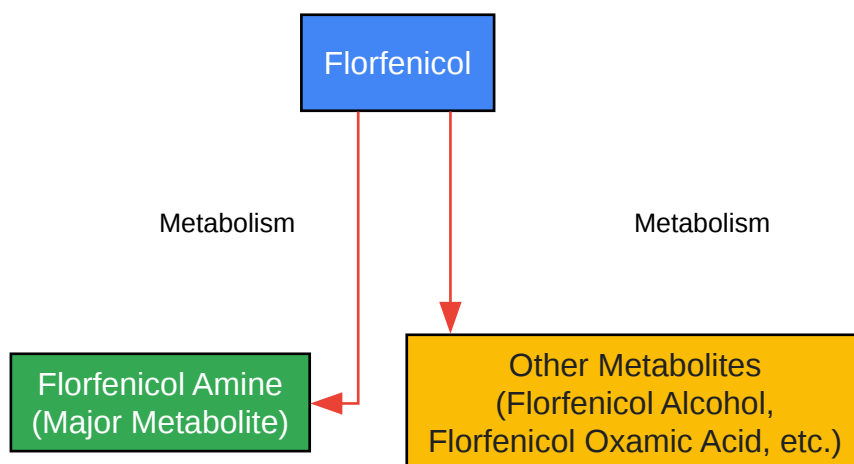 Florfenicol
Metabolism
Metabolism
Florfenicol Amine
(Major Metabolite)
Other Metabolites
(Florfenicol Alcohol,
Florfenicol Oxamic Acid, etc.)